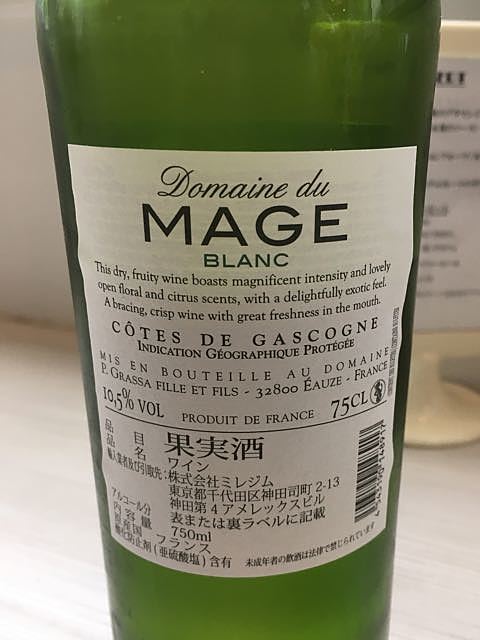 Domaine du
MAGE
BLANC
This dry, fruity wine boasts magnificent intensity and lovely
open floral and citrus scents, with a delightfully exotic feel.
A bracing, crisp wine with great freshness in the mouth.
CÔTES DE GASCOGNE
INDICATION GÉOGRAPHIQUE PROTÉGÉE
MIS EN BOUTEILLE AU DOMAINE
P. GRASSA FILLE ET FILS - 32800 ÉAUZE - FRANCE
10,5% VOL
PRODUIT DE FRANCE
75CL
品目 果実酒
品名 ワイン
輸入業者及び引取先:株式会社ミレジム
東京都千代田区神田司町 2-13
神田第4アメレックスビル
アルコール分 表または裏ラベルに記載
内容量 750ml
原産国 フランス
酸化防止剤(亜硫酸塩)含有
未成年者の飲酒は法律で禁じられています